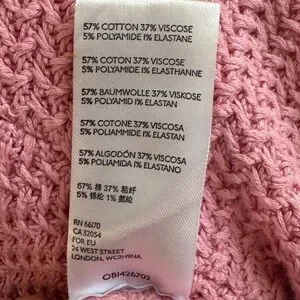 57% COTTON 37% VISCOSE
5% POLYAMIDE 1% ELASTANE
57% COTON 37% VISCOSE
5% POLYAMIDE 1% ELASTHANNE
57% BAUMWOLLE 37% VISKOSE
5% POLYAMID 1% ELASTAN
57% COTONE 37% VISCOSA
5% POLIAMMIDE 1% ELASTAN
57% ALGODÓN 37% VISCOSA
5% POLIAMIDA 1% ELASTANO
57% 棉 37% 粘纤
5% 锦纶 1% 氨纶
RN 66170
CA 32054
FOR EU
24 WEST STREET
LONDON, WC2H9NA
OBJ426702